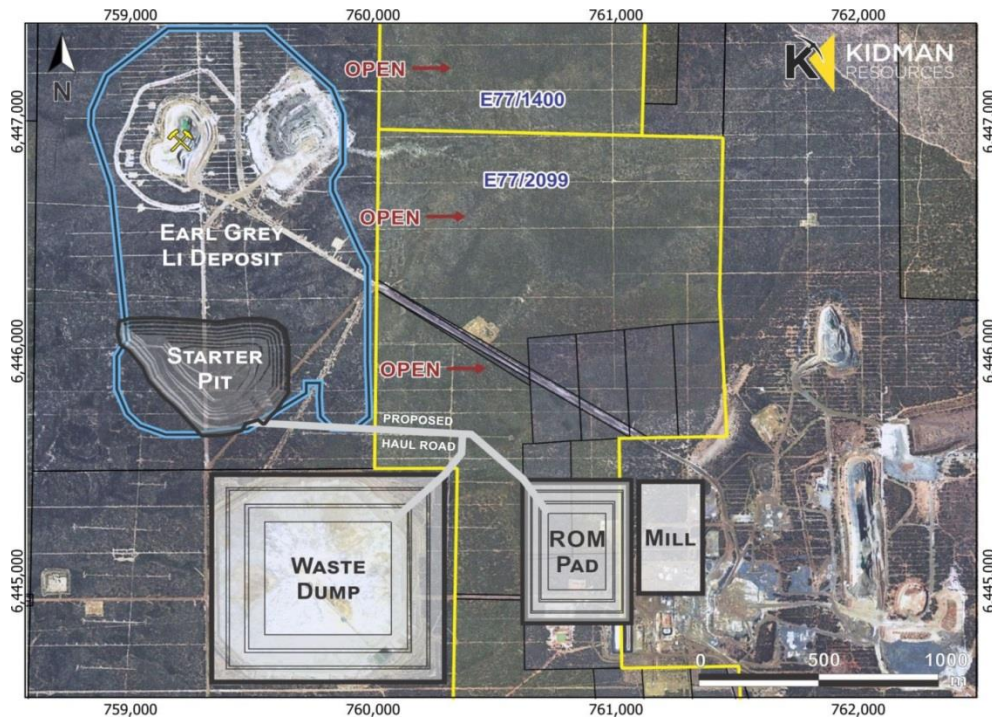 759,000
760,000
761,000
762,000
N
OPEN
KIDMAN
RESOURCES
E77/1400
6,447,000
6,447,000
E77/2099
OPEN
EARL GREY
LI DEPOSIT
6,446,000
6,446,000
STARTER
PIT
OPEN
PROPOSED
HAUL ROAD
WASTE
DUMP
ROM
PAD
MILL
6,445,000
6,445,000
0
500
1000
m
759,000
760,000
761,000
762,000